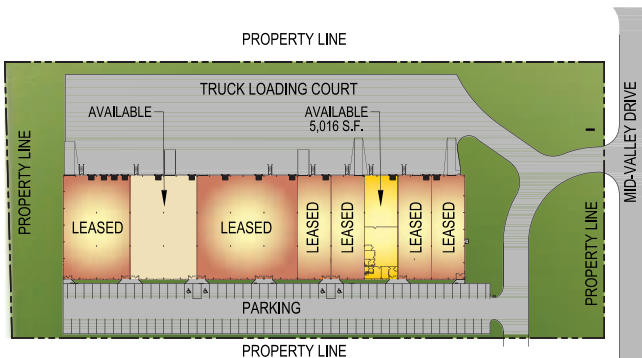 PROPERTY LINE
TRUCK LOADING COURT
AVAILABLE
AVAILABLE
5,016 S.F.
MID-VALLEY DRIVE
PROPERTY LINE
LEASED
LEASED
LEASED
LEASED
LEASED
LEASED
PROPERTY LINE
PARKING
PROPERTY LINE